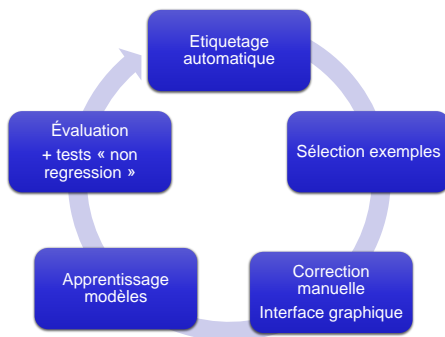 Etiquetage
automatique
Sélection exemples
Correction
manuelle
Interface graphique
Apprentissage
modèles
Évaluation
+ tests « non
regression »